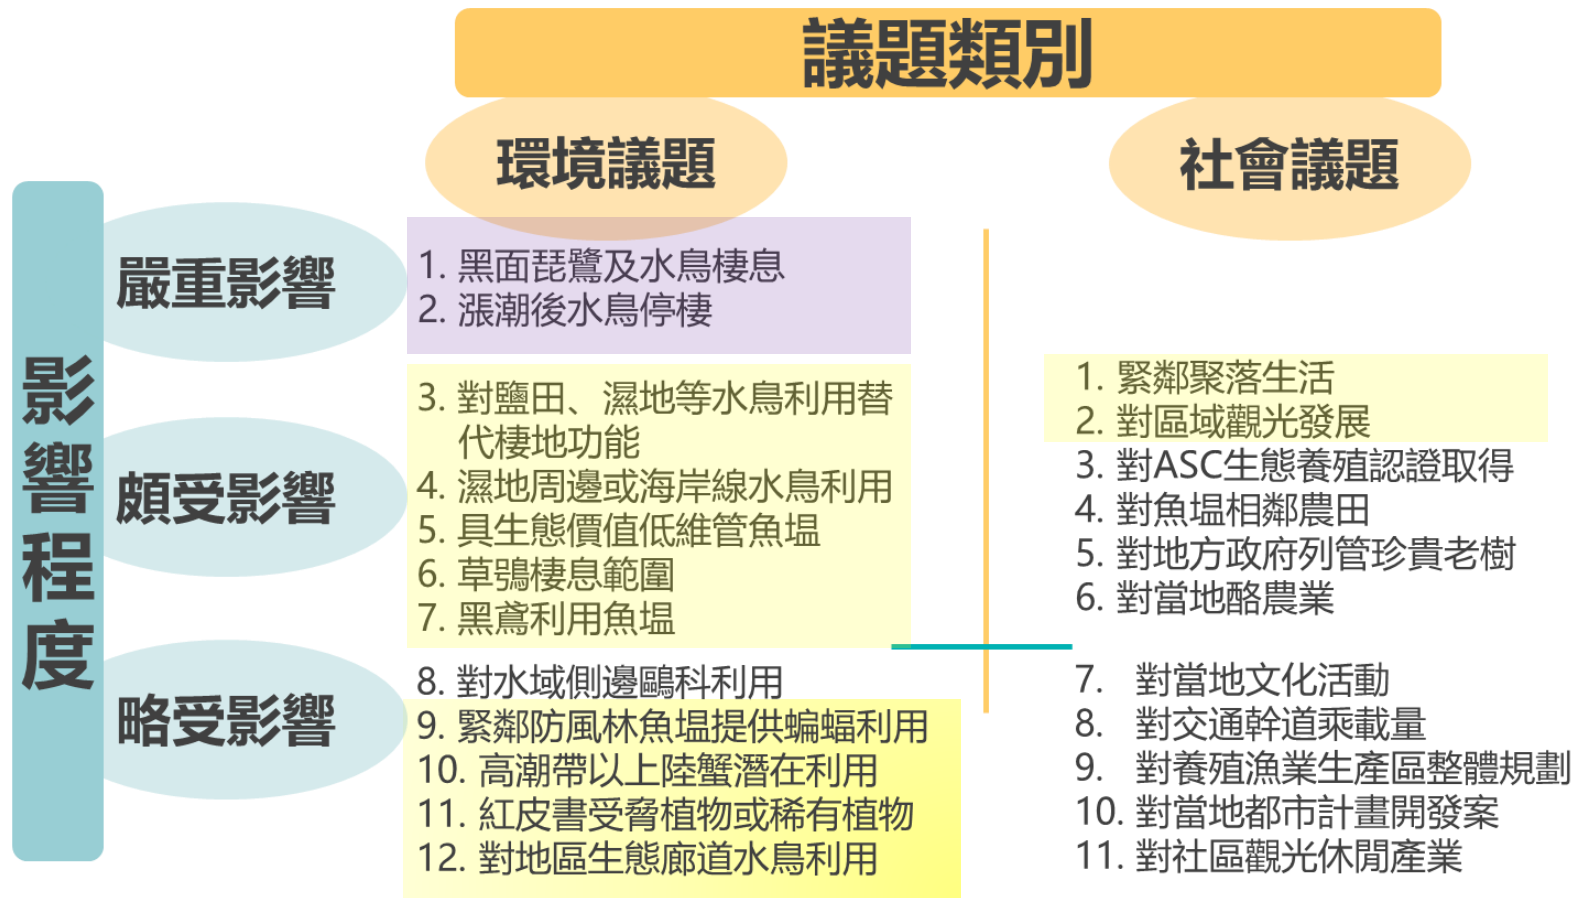 議題類別
環境議題
社會議題
影響程度
嚴重影響
1. 黑面琵鷺及水鳥棲息
2. 漲潮後水鳥停棲
頗受影響
3. 對鹽田、濕地等水鳥利用替
代棲地功能
4. 濕地周邊或海岸線水鳥利用
5. 具生態價值低維管魚塭
6. 草鴞棲息範圍
7. 黑鳶利用魚塭
1. 緊鄰聚落生活
2. 對區域觀光發展
3. 對ASC生態養殖認證取得
4. 對魚塭相鄰農田
5. 對地方政府列管珍貴老樹
6. 對當地酪農業
略受影響
8. 對水域側邊鷗科利用
9. 緊鄰防風林魚塭提供蝙蝠利用
10. 高潮帶以上陸蟹潛在利用
11. 紅皮書受脅植物或稀有植物
12. 對地區生態廊道水鳥利用
7. 對當地文化活動
8. 對交通幹道乘載量
9. 對養殖漁業生產區整體規劃
10. 對當地都市計畫開發案
11. 對社區觀光休閒產業